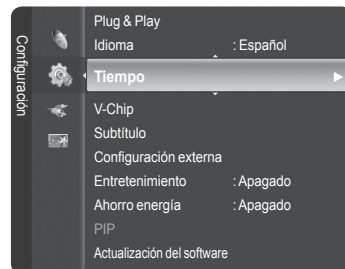 Configuración
Plug & Play
Idioma : Español
Tiempo
V-Chip
Subtítulo
Configuración externa
Entretenimiento : Apagado
Ahorro energía : Apagado
PIP
Actualización del software